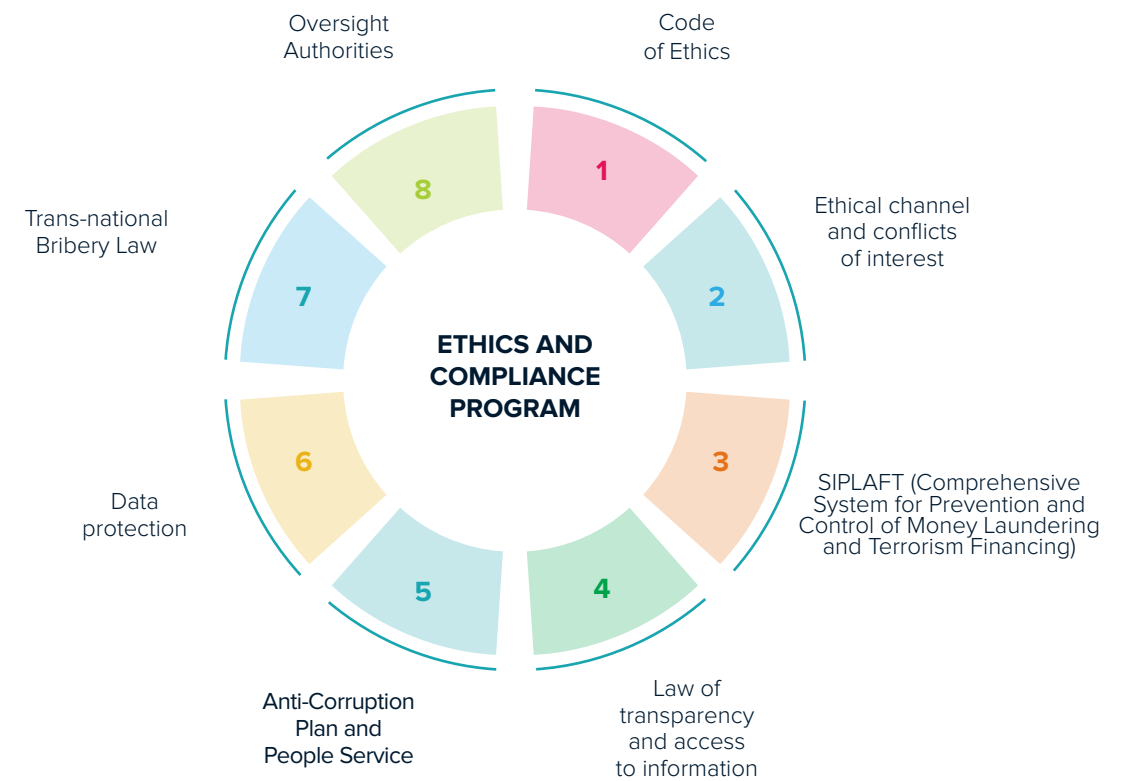 Oversight
Authorities
Code
of Ethics
8
1
Trans-national
Bribery Law
Ethical channel
and conflicts
of interest
7
2
ETHICS AND
COMPLIANCE
PROGRAM
6
3
Data
protection
SIPLAFT (Comprehensive
System for Prevention and
Control of Money Laundering
and Terrorism Financing)
5
4
Anti-Corruption
Plan and
People Service
Law of
transparency
and access
to information